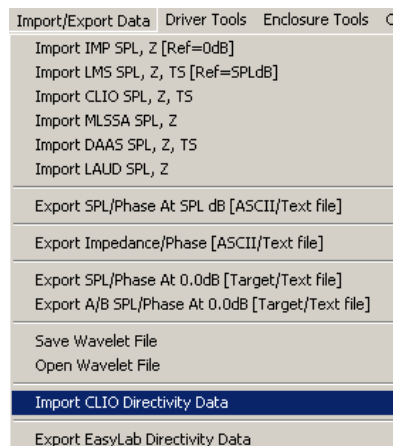 Import/Export Data Driver Tools Enclosure Tools
Import IMP SPL, Z [Ref=0dB]
Import LMS SPL, Z, TS [Ref=SPLdB]
Import CLIO SPL, Z, TS
Import MLSSA SPL, Z
Import DAAS SPL, Z, TS
Import LAUD SPL, Z
Export SPL/Phase At SPL dB [ASCII/Text file]
Export Impedance/Phase [ASCII/Text file]
Export SPL/Phase At 0.0dB [Target/Text file]
Export A/B SPL/Phase At 0.0dB [Target/Text file]
Save Wavelet File
Open Wavelet File
Import CLIO Directivity Data
Export EasyLab Directivity Data